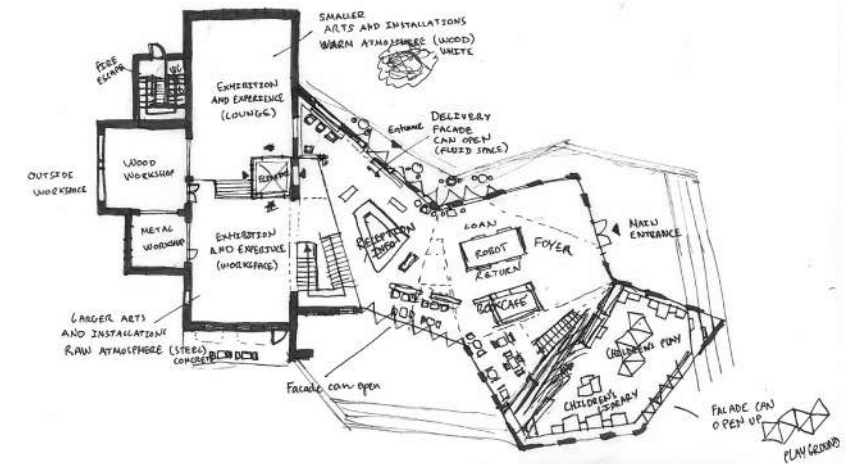 SMALLER
ARTS AND INSTALLATIONS
WARM ATMOSPHERE (WOOD)
WHITE
FIRE
ESCAPE
WC
EXHIBITION
AND EXPERIENCE
(LOUNGE)
DELIVERY
FACADE
CAN OPEN
(FLUID SPACE)
Entrance
WOOD
WORKSHOP
OUTSIDE
WORKSPACE
ELEVATOR
METAL
WORKSHOP
EXHIBITION
AND EXPERIENCE
(WORKSPACE)
RECEPTION
INFO
LOAN
ROBOT
RETURN
FOYER
MAIN
ENTRANCE
CAFE
LARGER ARTS
AND INSTALLATIONS
RAW ATMOSPHERE (STEEL)
CONCRETE
Facade can open
CHILDREN'S PLAY
CHILDREN'S
LIBRARY
FACADE CAN
OPEN UP
PLAYGROUND